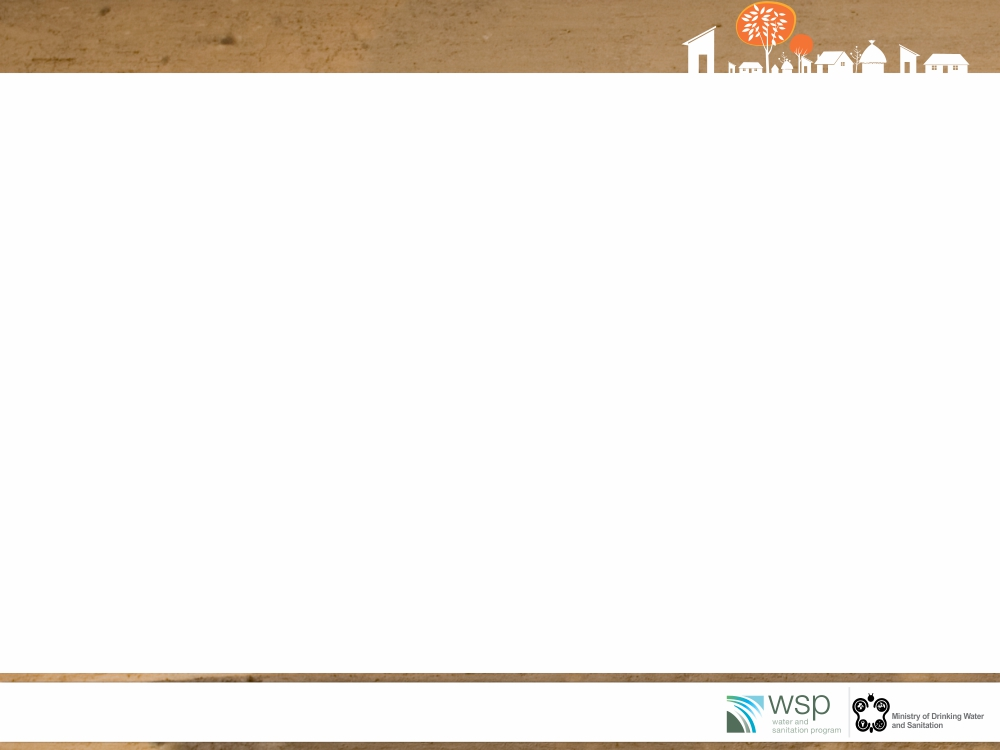 wsp
water and
sanitation program
Ministry of Drinking Water
and Sanitation